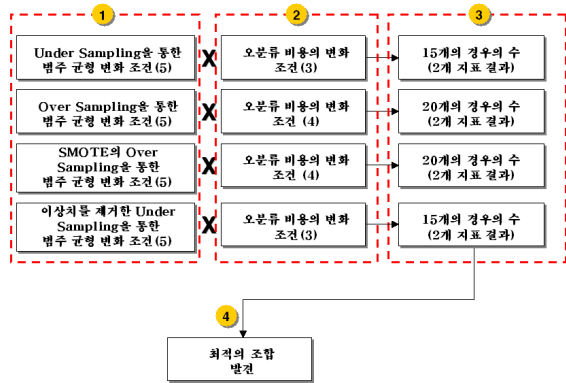 1
2
3
Under Sampling을 통한
범주 균형 변화 조건(5)
X
오분류 비용의 변화
조건(3)
15개의 경우의 수
(2개 지표 결과)
Over Sampling을 통한
범주 균형 변화 조건(5)
X
오분류 비용의 변화
조건 (4)
20개의 경우의 수
(2개 지표 결과)
SMOTE의 Over
Sampling을 통한
범주 균형 변화 조건(5)
X
오분류 비용의 변화
조건 (4)
20개의 경우의 수
(2개 지표 결과)
이상치를 제거한 Under
Sampling을 통한
범주 균형 변화 조건(5)
X
오분류 비용의 변화
조건(3)
15개의 경우의 수
(2개 지표 결과)
4
최적의 조합
발견